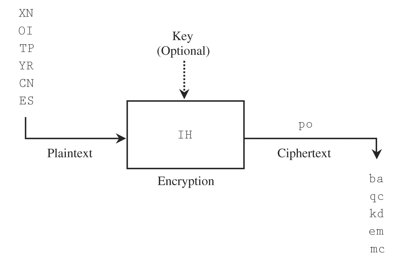 XN
OI
TP
YR
CN
ES
Key
(Optional)
IH
po
Plaintext
Ciphertext
Encryption
ba
qc
kd
em
mc